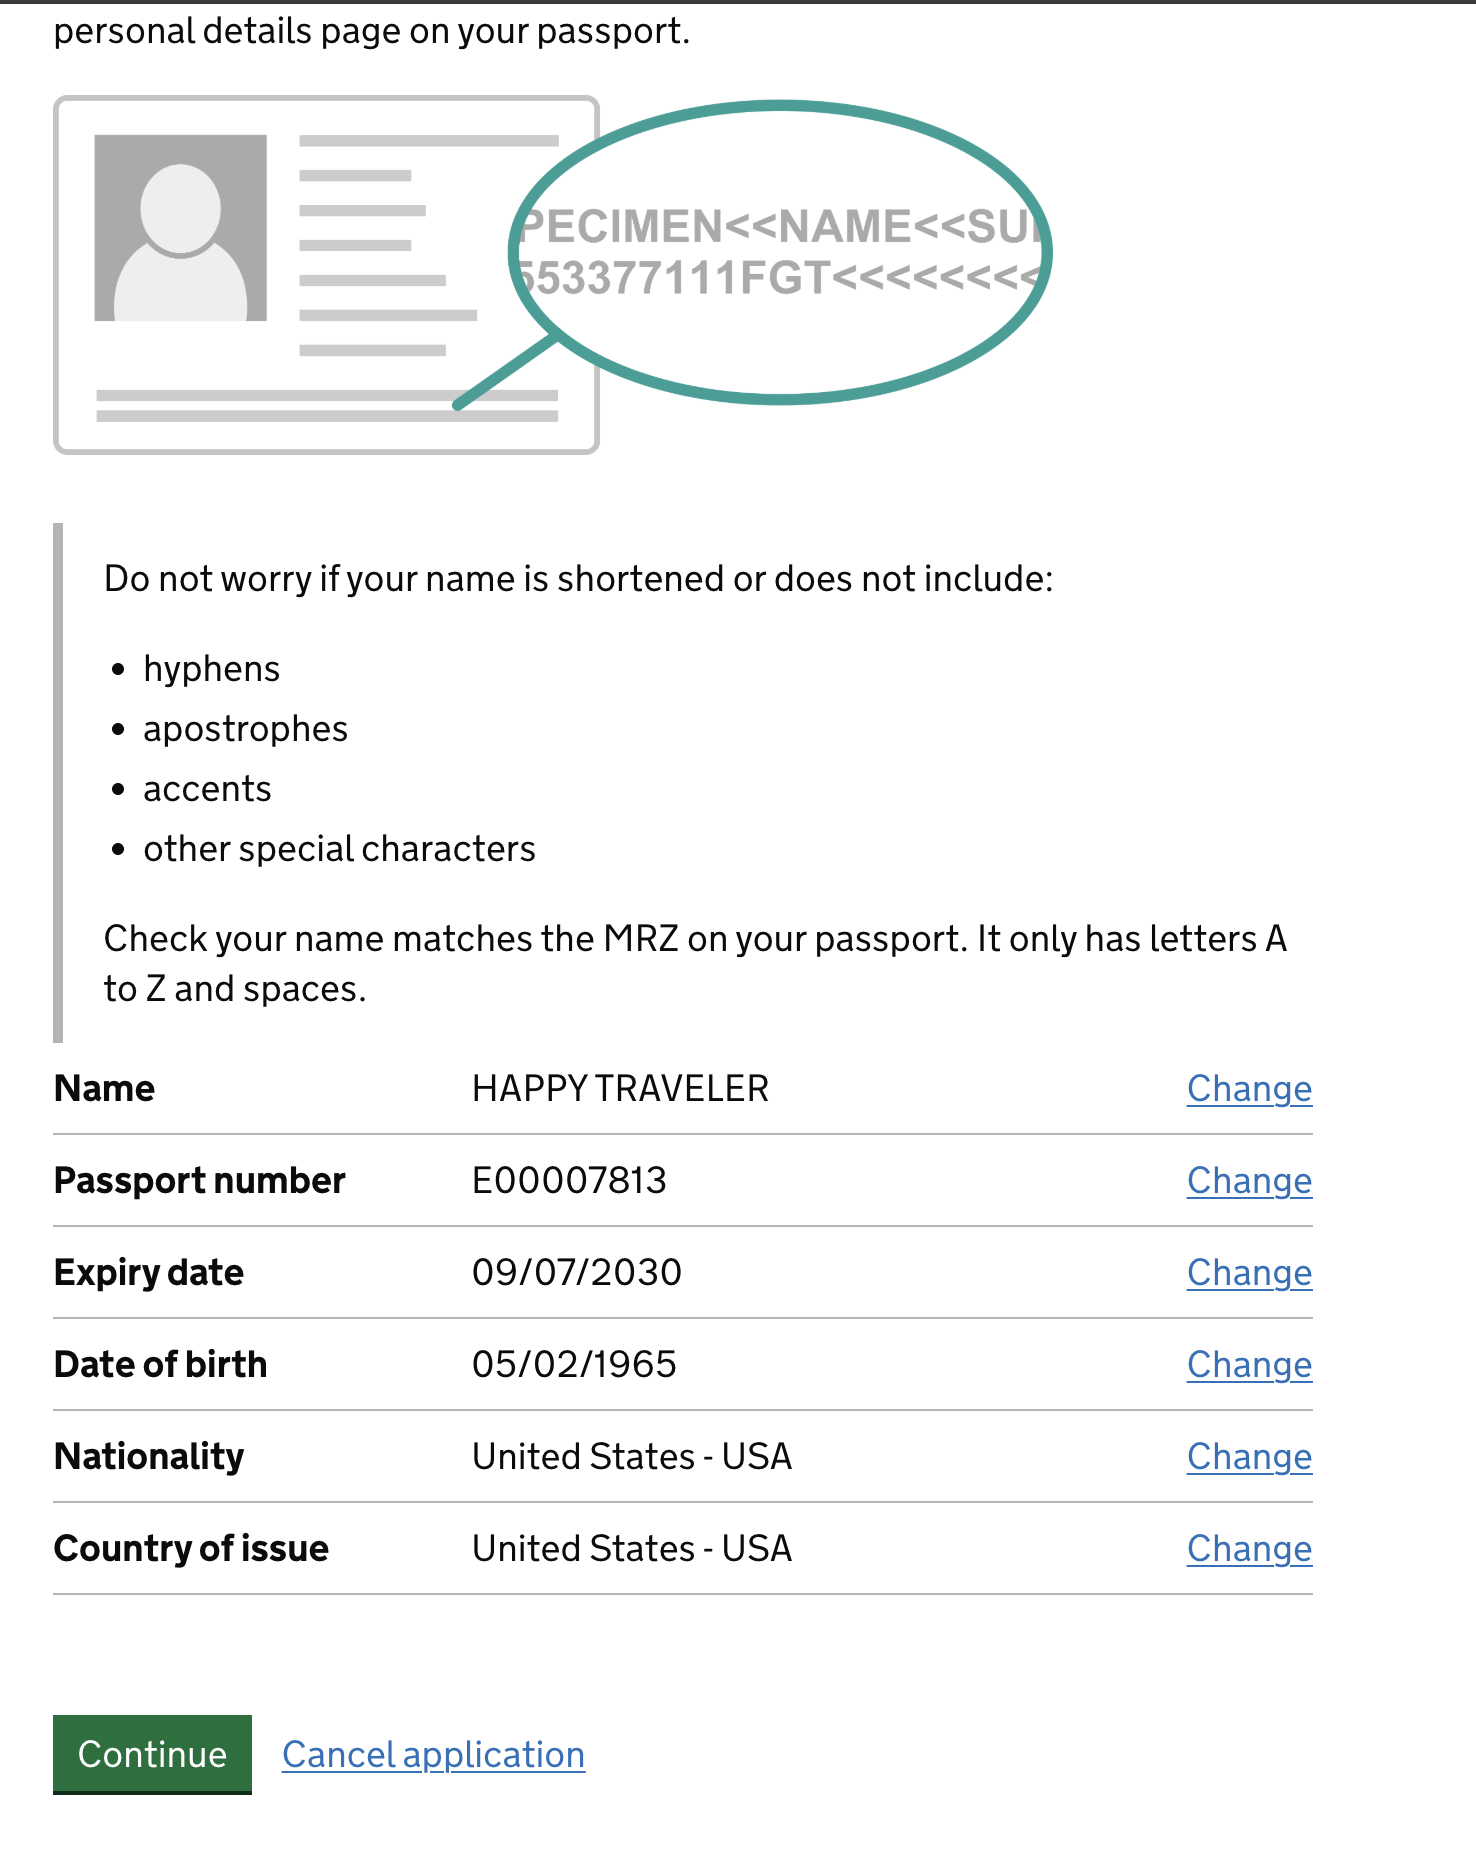 personal details page on your passport.
PECIMEN<<NAME<<SU
553377111FGT<<<<<<<<
Do not worry if your name is shortened or does not include:
• hyphens
• apostrophes
• accents
• other special characters
Check your name matches the MRZ on your passport. It only has letters A
to Z and spaces.
Name HAPPY TRAVELER Change
Passport number E00007813 Change
Expiry date 09/07/2030 Change
Date of birth 05/02/1965 Change
Nationality United States - USA Change
Country of issue United States - USA Change
Continue Cancel application